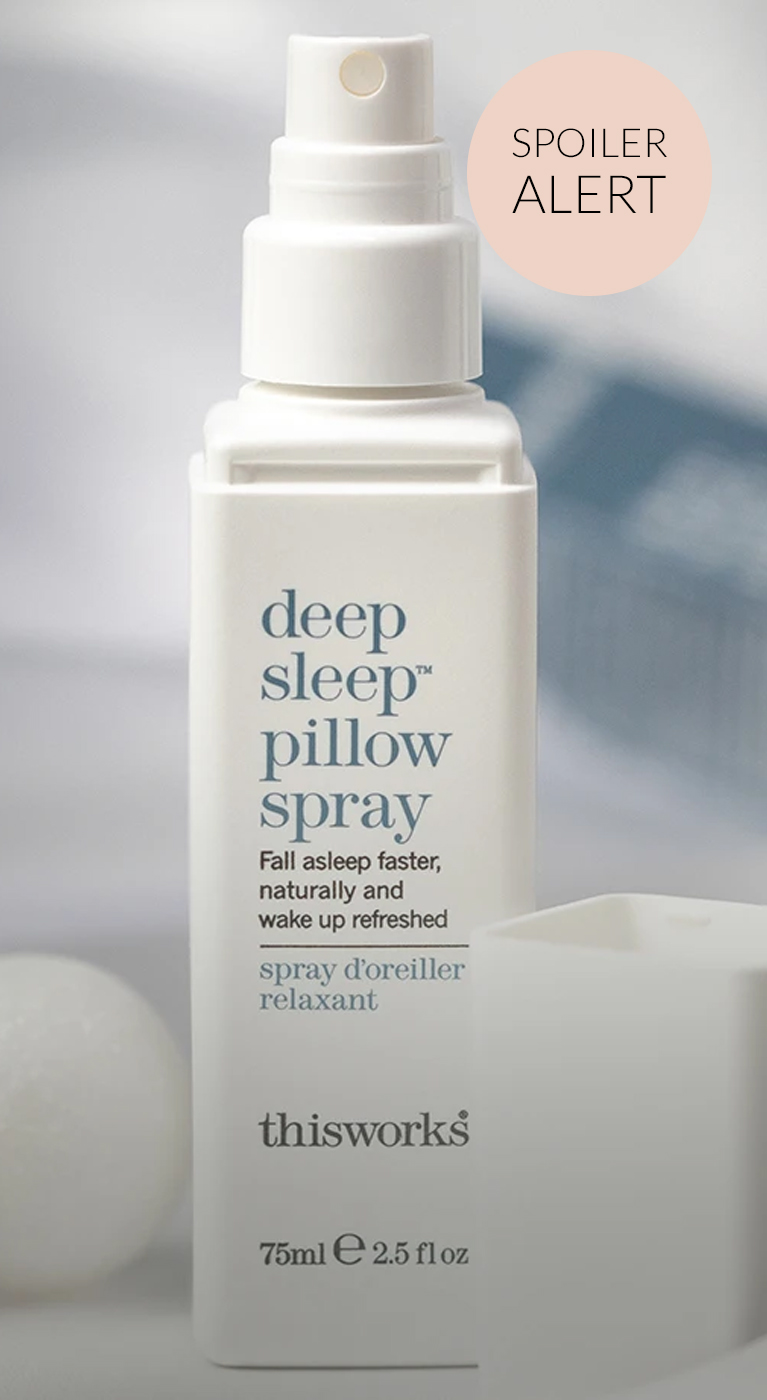 SPOILER
ALERT
deep
sleep™
pillow
spray
Fall asleep faster,
naturally and
wake up refreshed
spray d'oreiller
relaxant
thisworks®
75ml ℮ 2.5 fl oz